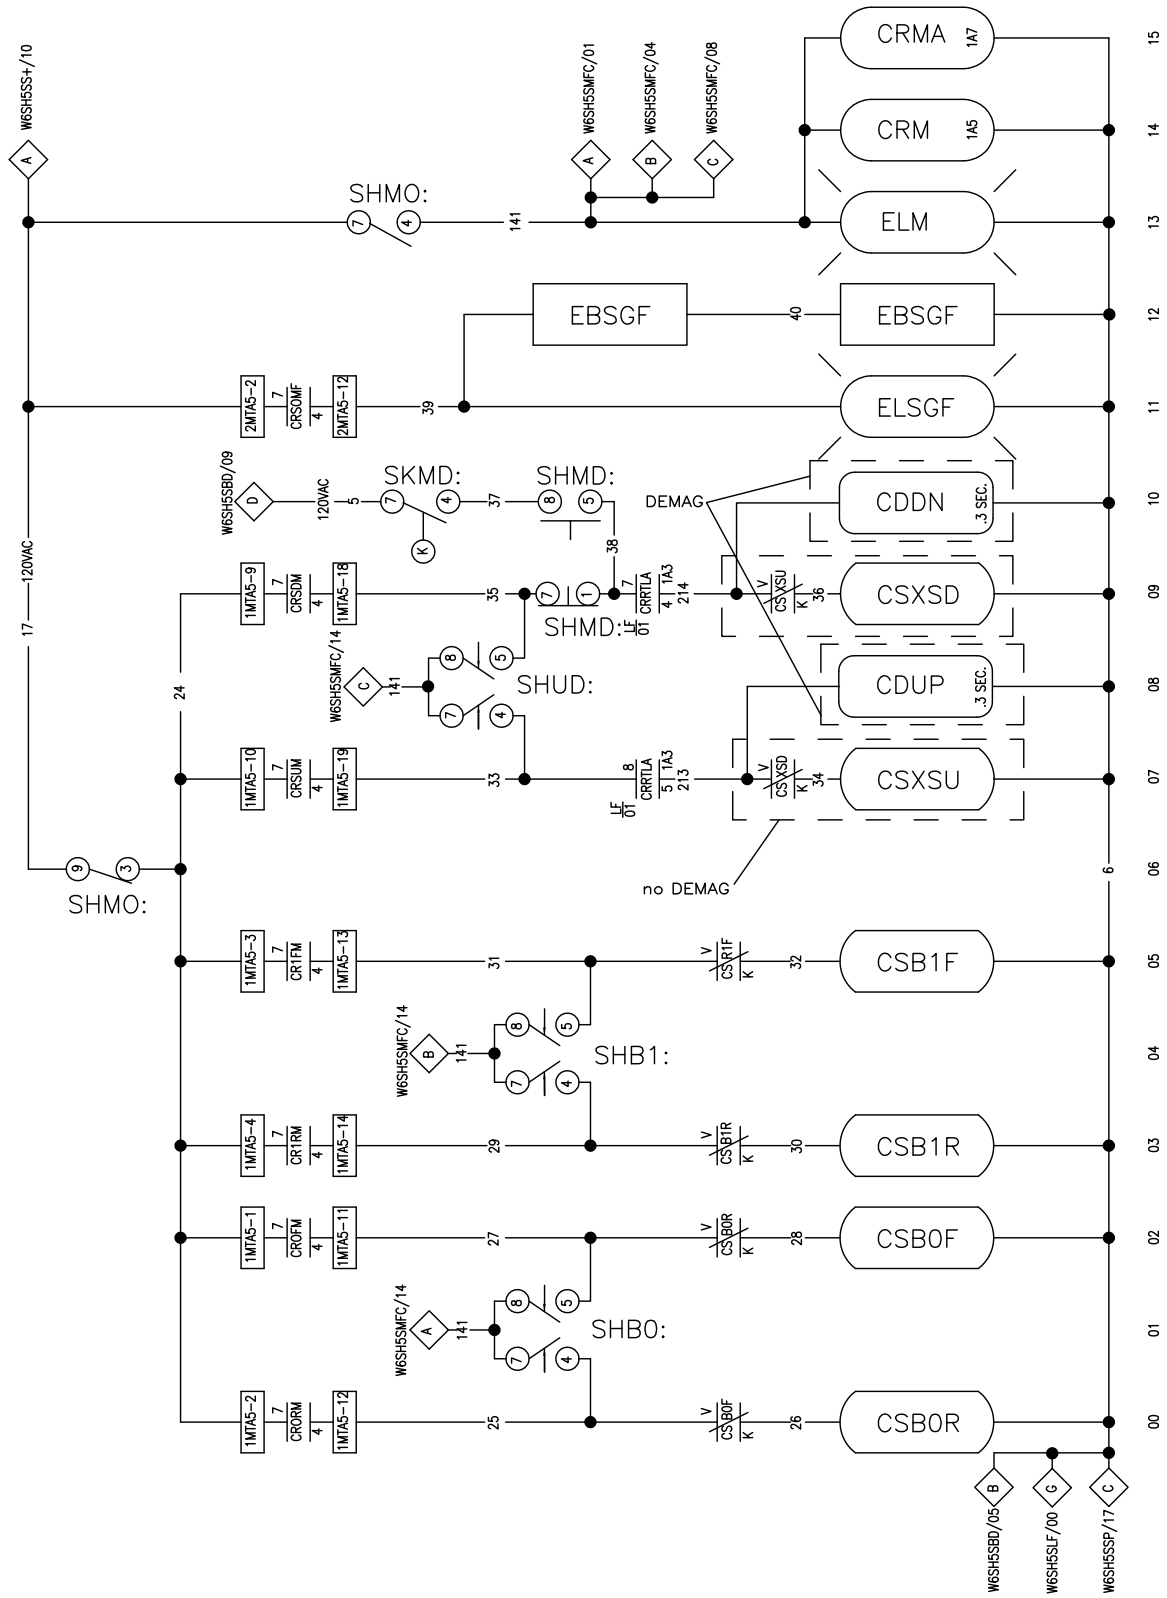 W6SH5SS+/10
A
17
120VAC
SHMO:
9
3
24
SHMO:
7
4
141
A
W6SH5SMFC/01
B
W6SH5SMFC/04
C
W6SH5SMFC/08
CRMA
1A7
15
CRM
1A5
14
ELM
13
EBSGF
40
EBSGF
12
2MTA5-2
7
CRSOMF
4
2MTA5-12
39
ELSGF
11
W6SH5SBD/09
D
120VAC
5
SKMD:
7
4
K
37
SHMD:
8
5
38
DEMAG
CDDN
.3 SEC.
10
1MTA5-9
7
CRSDM
4
1MTA5-18
35
7
1
SHMD:
LF
01
7
CRRTLA
4
1A3
214
V
CSXSU
K
36
CSXSD
09
W6SH5SMFC/14
C
141
8
5
7
4
SHUD:
CDUP
.3 SEC.
08
1MTA5-10
7
CRSUM
4
1MTA5-19
33
LF
01
8
CRRTLA
5
1A3
213
V
CSXSD
K
34
CSXSU
07
no DEMAG
6
06
1MTA5-3
7
CR1FM
4
1MTA5-13
31
V
CSR1F
K
32
CSB1F
05
W6SH5SMFC/14
B
141
8
5
7
4
SHB1:
04
1MTA5-4
7
CR1RM
4
1MTA5-14
29
V
CSB1R
K
30
CSB1R
03
1MTA5-1
7
CR0FM
4
1MTA5-11
27
V
CSB0R
K
28
CSB0F
02
W6SH5SMFC/14
A
141
8
5
7
4
SHB0:
01
1MTA5-2
7
CR0RM
4
1MTA5-12
25
V
CSB0F
K
26
CSB0R
00
W6SH5SBD/05
B
W6SH5SLF/00
G
W6SH5SSP/17
C